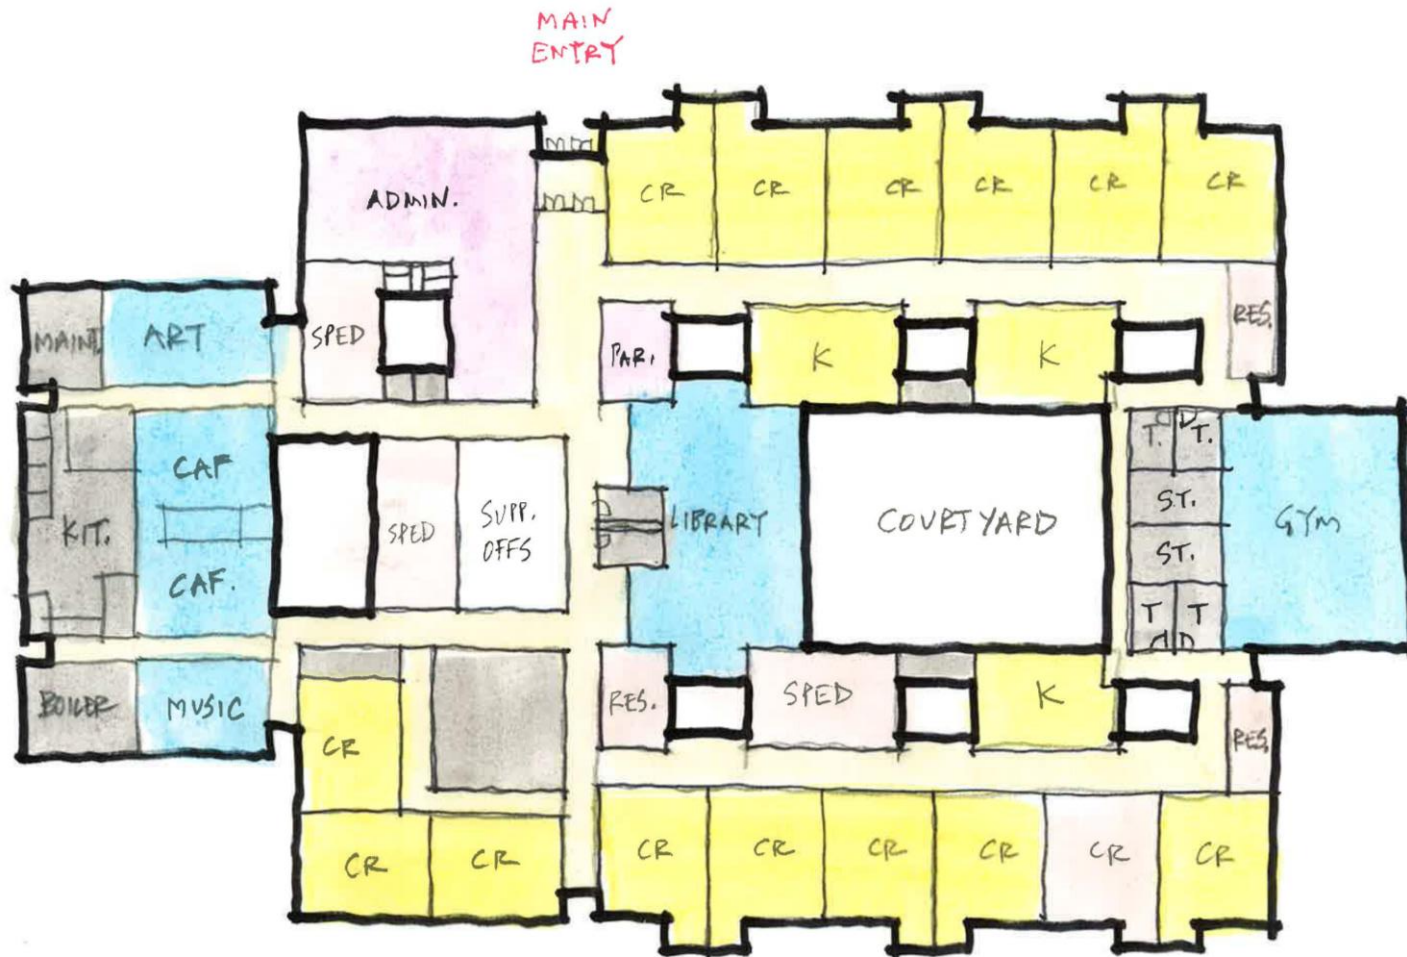 MAIN
ENTRY
ADMIN.
CR CR CR CR CR CR
MAINT. ART SPED PAR. K K RES.
CAF
KIT.
CAF.
SPED
SUPP.
OFFS
LIBRARY
COURTYARD
T. T.
ST.
ST.
T T
GYM
BOILER MUSIC RES. SPED K RES.
CR
CR CR CR CR CR CR CR CR